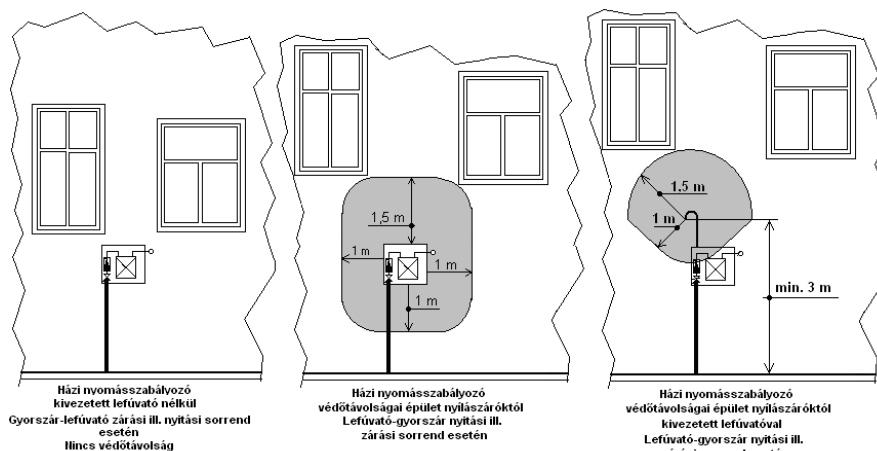 1,5 m
1 m
1 m
1 m
1,5 m
1 m
min. 3 m
Házi nyomásszabályozó
kivezetett lefúvató nélkül
Gyorszár-lefúvató zárási ill. nyitási sorrend
esetén
Nincs védőtávolság
Házi nyomásszabályozó
védőtávolságai épület nyílászáróktól
Lefúvató-gyorszár nyitási ill.
zárási sorrend esetén
Házi nyomásszabályozó
védőtávolságai épület nyílászáróktól
kivezetett lefúvatóval
Lefúvató-gyorszár nyitási ill.